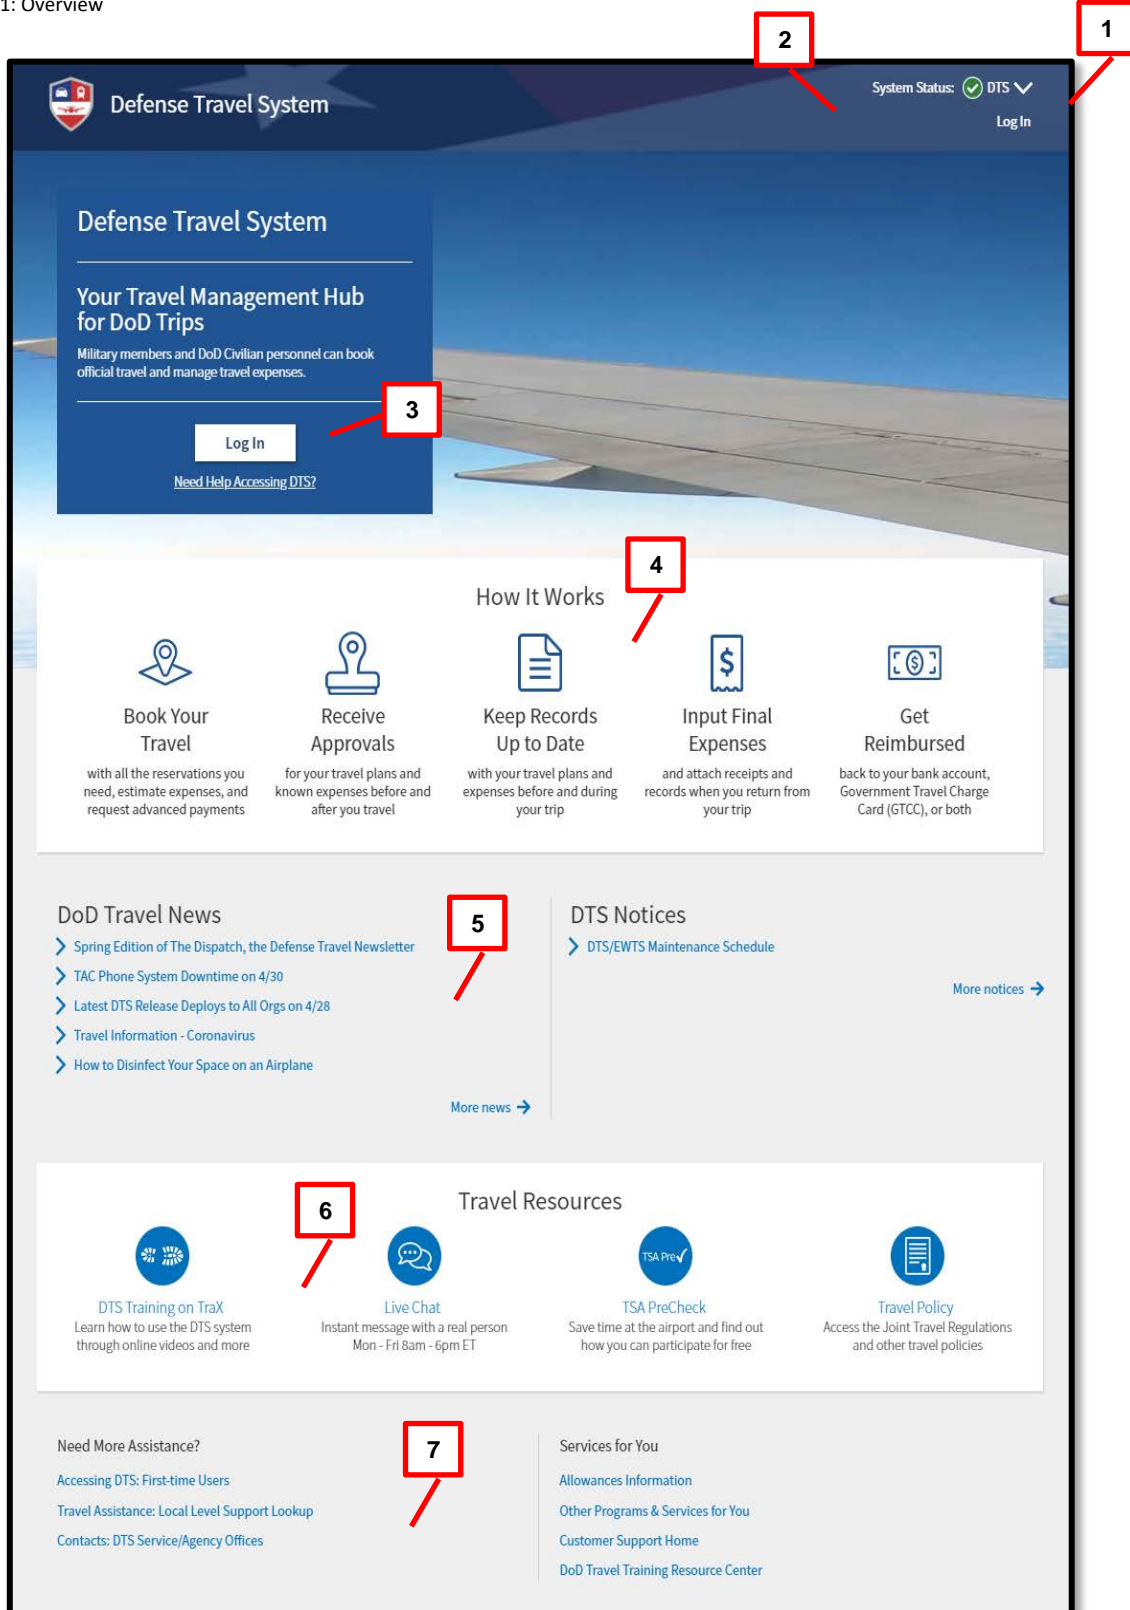 1: Overview
1
2
Defense Travel System
System Status: DTS
Log In
Defense Travel System
Your Travel Management Hub
for DoD Trips
Military members and DoD Civilian personnel can book
official travel and manage travel expenses.
3
Log In
Need Help Accessing DTS?
4
How It Works
$
$
Book Your
Travel
with all the reservations you
need, estimate expenses, and
request advanced payments
Receive
Approvals
for your travel plans and
known expenses before and
after you travel
Keep Records
Up to Date
with your travel plans and
expenses before and during
your trip
Input Final
Expenses
and attach receipts and
records when you return from
your trip
Get
Reimbursed
back to your bank account,
Government Travel Charge
Card (GTCC), or both
5
DoD Travel News
Spring Edition of The Dispatch, the Defense Travel Newsletter
TAC Phone System Downtime on 4/30
Latest DTS Release Deploys to All Orgs on 4/28
Travel Information - Coronavirus
How to Disinfect Your Space on an Airplane
More news
DTS Notices
DTS/EWTS Maintenance Schedule
More notices
6
Travel Resources
TSA Pre
DTS Training on TraX
Learn how to use the DTS system
through online videos and more
Live Chat
Instant message with a real person
Mon - Fri 8am - 6pm ET
TSA PreCheck
Save time at the airport and find out
how you can participate for free
Travel Policy
Access the Joint Travel Regulations
and other travel policies
7
Need More Assistance?
Accessing DTS: First-time Users
Travel Assistance: Local Level Support Lookup
Contacts: DTS Service/Agency Offices
Services for You
Allowances Information
Other Programs & Services for You
Customer Support Home
DoD Travel Training Resource Center